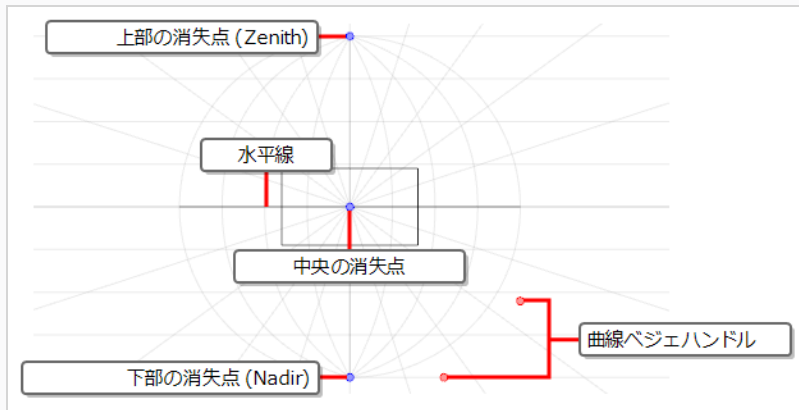 上部の消失点 (Zenith)
水平線
中央の消失点
曲線ベジェハンドル
下部の消失点 (Nadir)